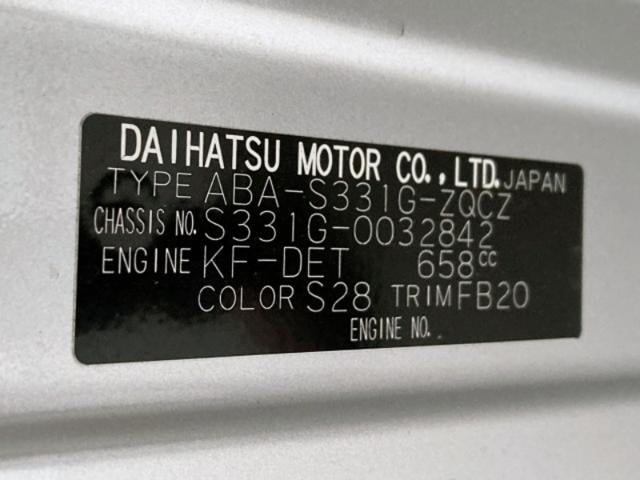 DAIHATSU MOTOR CO.,LTD. JAPAN
TYPE ABA-S331G-ZQCZ
CHASSIS NO. S331G-0032842
ENGINE KF-DET 658cc
COLOR S28 TRIM FB20
ENGINE NO.